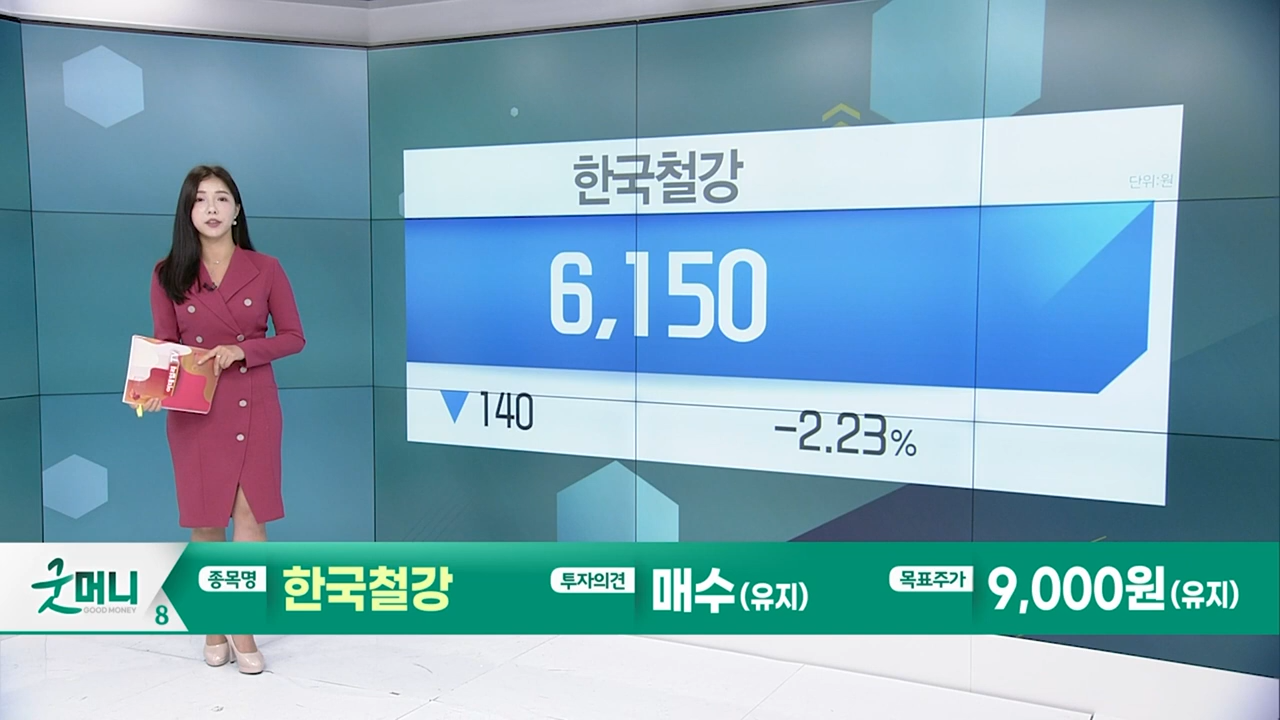 한국철강
단위:원
6,150
▼ 140
-2.23%
굿머니
GOOD MONEY
8
종목명 한국철강 투자의견 매수(유지) 목표주가 9,000원(유지)